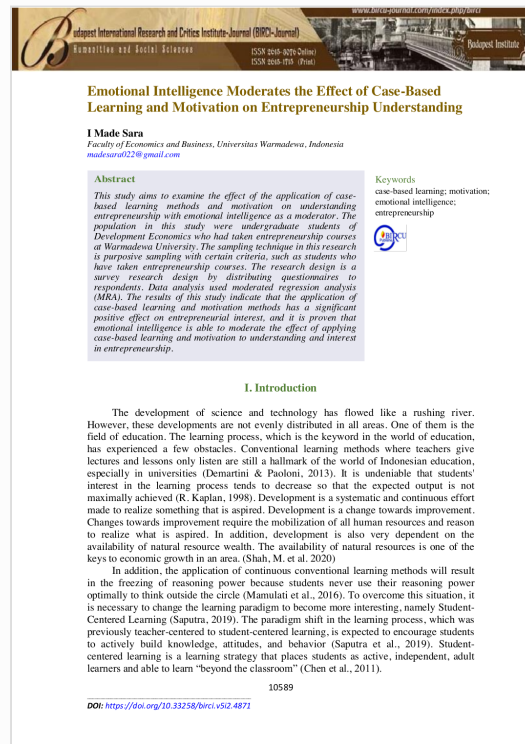 www.bircu-journal.com/index.php/birci
udapest International Research and Critics Institute-Journal (BIRCI-Journal)
Humanities and Social Sciences
ISSN 2615-3076 Online)
ISSN 2615-1715 (Print)
Budapest Institute
Emotional Intelligence Moderates the Effect of Case-Based
Learning and Motivation on Entrepreneurship Understanding
I Made Sara
Faculty of Economics and Business, Universitas Warmadewa, Indonesia
madesara022@gmail.com
Abstract
This study aims to examine the effect of the application of case-
based learning methods and motivation on understanding
entrepreneurship with emotional intelligence as a moderator. The
population in this study were undergraduate students of
Development Economics who had taken entrepreneurship courses
at Warmadewa University. The sampling technique in this research
is purposive sampling with certain criteria, such as students who
have taken entrepreneurship courses. The research design is a
survey research design by distributing questionnaires to
respondents. Data analysis used moderated regression analysis
(MRA). The results of this study indicate that the application of
case-based learning and motivation methods has a significant
positive effect on entrepreneurial interest, and it is proven that
emotional intelligence is able to moderate the effect of applying
case-based learning and motivation to understanding and interest
in entrepreneurship.
Keywords
case-based learning; motivation;
emotional intelligence;
entrepreneurship
BIRCU
I. Introduction
The development of science and technology has flowed like a rushing river.
However, these developments are not evenly distributed in all areas. One of them is the
field of education. The learning process, which is the keyword in the world of education,
has experienced a few obstacles. Conventional learning methods where teachers give
lectures and lessons only listen are still a hallmark of the world of Indonesian education,
especially in universities (Demartini & Paoloni, 2013). It is undeniable that students'
interest in the learning process tends to decrease so that the expected output is not
maximally achieved (R. Kaplan, 1998). Development is a systematic and continuous effort
made to realize something that is aspired. Development is a change towards improvement.
Changes towards improvement require the mobilization of all human resources and reason
to realize what is aspired. In addition, development is also very dependent on the
availability of natural resource wealth. The availability of natural resources is one of the
keys to economic growth in an area. (Shah, M. et al. 2020)
In addition, the application of continuous conventional learning methods will result
in the freezing of reasoning power because students never use their reasoning power
optimally to think outside the circle (Mamulati et al., 2016). To overcome this situation, it
is necessary to change the learning paradigm to become more interesting, namely Student-
Centered Learning (Saputra, 2019). The paradigm shift in the learning process, which was
previously teacher-centered to student-centered learning, is expected to encourage students
to actively build knowledge, attitudes, and behavior (Saputra et al., 2019). Student-
centered learning is a learning strategy that places students as active, independent, adult
learners and able to learn “beyond the classroom” (Chen et al., 2011).
10589
DOI: https://doi.org/10.33258/birci.v5i2.4871